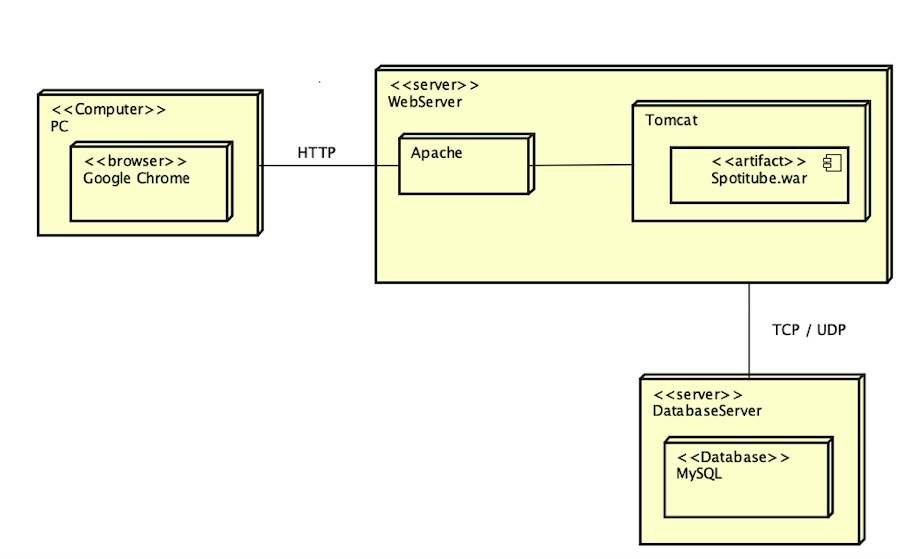 <<Computer>>
PC
<<browser>>
Google Chrome
HTTP
<<server>>
WebServer
Apache
Tomcat
<<artifact>>
Spotitube.war
TCP / UDP
<<server>>
DatabaseServer
<<Database>>
MySQL